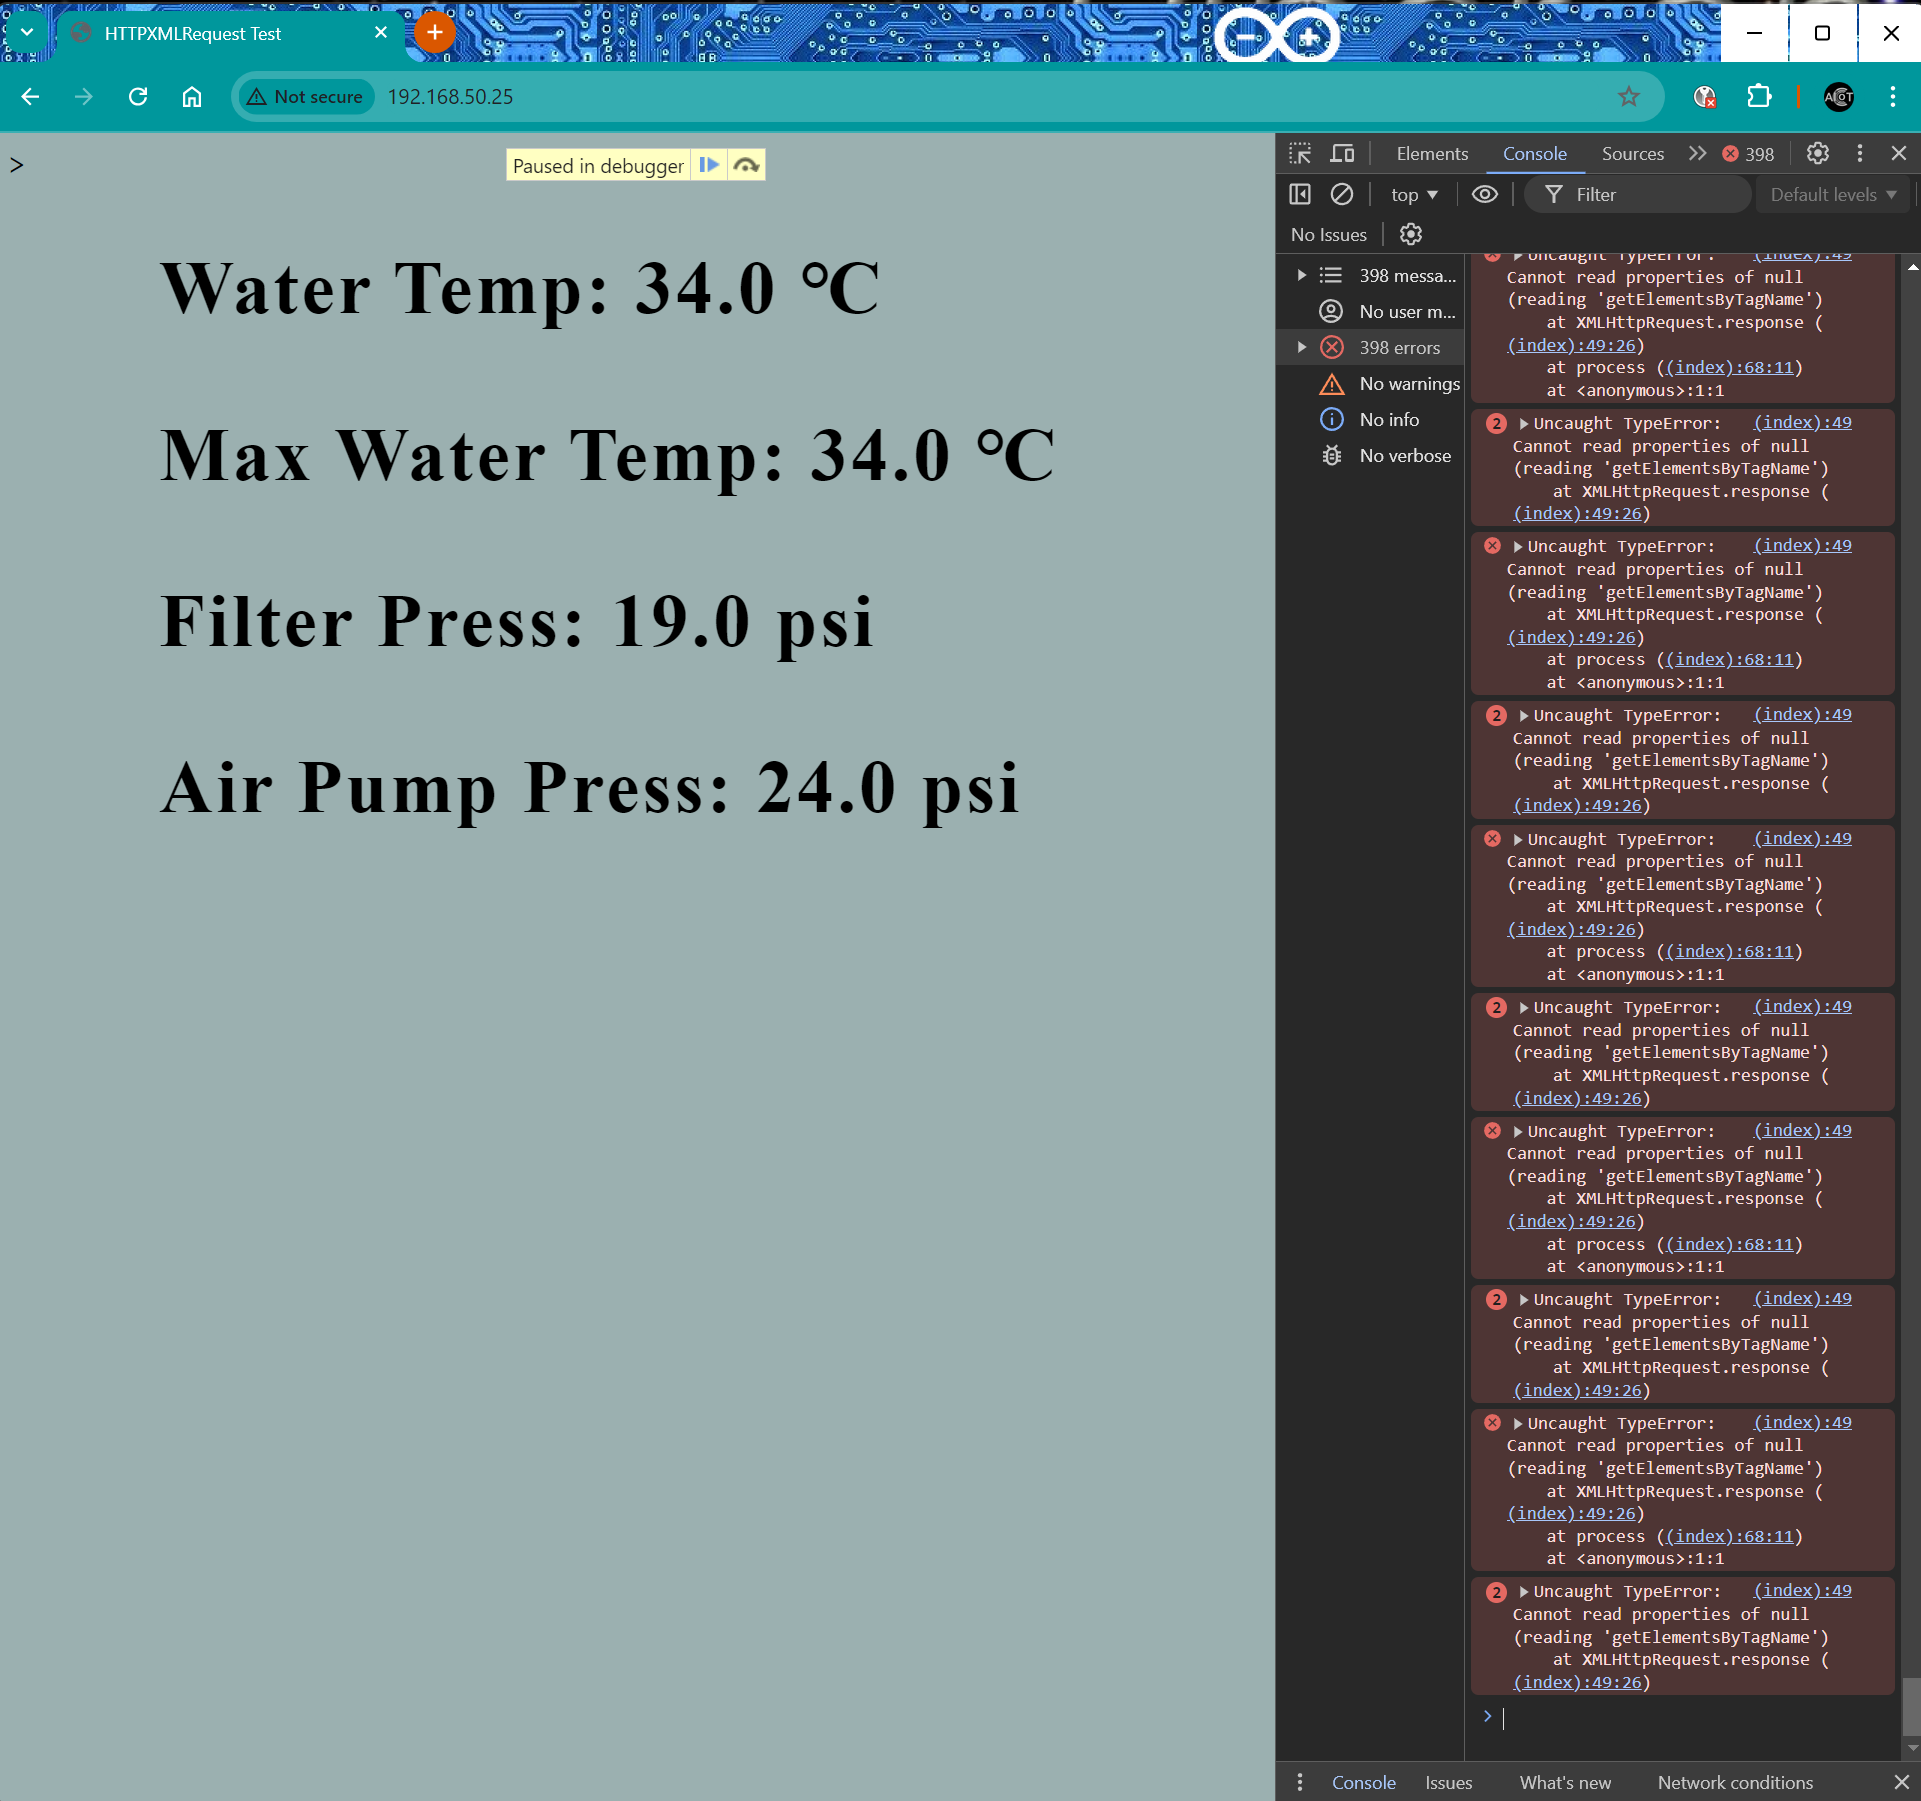 HTTPXMLRequest Test
Not secure
192.168.50.25
>
Paused in debugger
Water Temp: 34.0 °C
Max Water Temp: 34.0 °C
Filter Press: 19.0 psi
Air Pump Press: 24.0 psi
Elements Console Sources 398
top Filter Default levels
No Issues
398 messa...
No user m...
398 errors
No warnings
No info
No verbose
Uncaught TypeError: (index):49
Cannot read properties of null
(reading 'getElementsByTagName')
at XMLHttpRequest.response (
(index):49:26)
at process ((index):68:11)
at <anonymous>:1:1
2 Uncaught TypeError: (index):49
Cannot read properties of null
(reading 'getElementsByTagName')
at XMLHttpRequest.response (
(index):49:26)
Uncaught TypeError: (index):49
Cannot read properties of null
(reading 'getElementsByTagName')
at XMLHttpRequest.response (
(index):49:26)
at process ((index):68:11)
at <anonymous>:1:1
2 Uncaught TypeError: (index):49
Cannot read properties of null
(reading 'getElementsByTagName')
at XMLHttpRequest.response (
(index):49:26)
Uncaught TypeError: (index):49
Cannot read properties of null
(reading 'getElementsByTagName')
at XMLHttpRequest.response (
(index):49:26)
at process ((index):68:11)
at <anonymous>:1:1
2 Uncaught TypeError: (index):49
Cannot read properties of null
(reading 'getElementsByTagName')
at XMLHttpRequest.response (
(index):49:26)
Uncaught TypeError: (index):49
Cannot read properties of null
(reading 'getElementsByTagName')
at XMLHttpRequest.response (
(index):49:26)
at process ((index):68:11)
at <anonymous>:1:1
2 Uncaught TypeError: (index):49
Cannot read properties of null
(reading 'getElementsByTagName')
at XMLHttpRequest.response (
(index):49:26)
Uncaught TypeError: (index):49
Cannot read properties of null
(reading 'getElementsByTagName')
at XMLHttpRequest.response (
(index):49:26)
at process ((index):68:11)
at <anonymous>:1:1
2 Uncaught TypeError: (index):49
Cannot read properties of null
(reading 'getElementsByTagName')
at XMLHttpRequest.response (
(index):49:26)
>
Console Issues What's new Network conditions